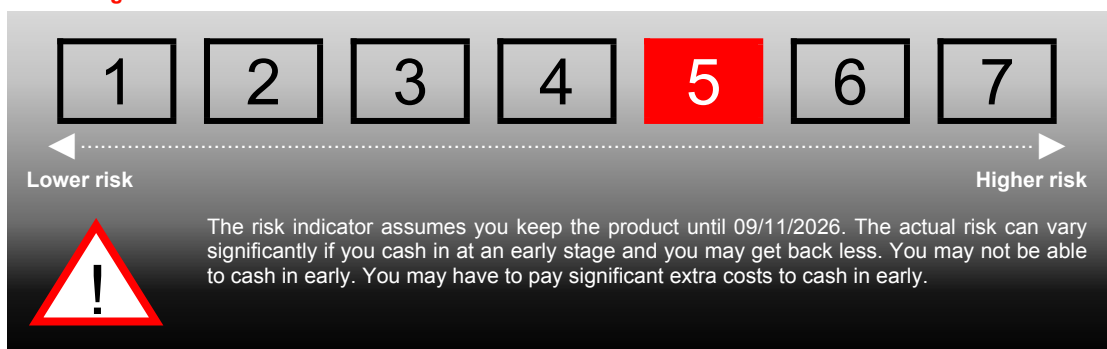 1 2 3 4 5 6 7
Lower risk Higher risk
The risk indicator assumes you keep the product until 09/11/2026. The actual risk can vary
significantly if you cash in at an early stage and you may get back less. You may not be able
to cash in early. You may have to pay significant extra costs to cash in early.
!